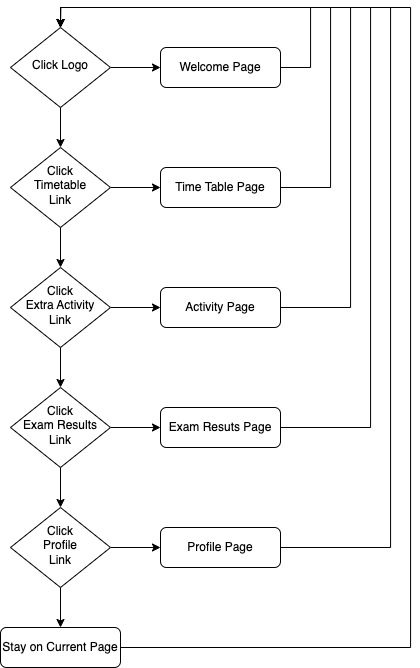 Click Logo
Welcome Page
Click
Timetable
Link
Time Table Page
Click
Extra Activity
Link
Activity Page
Click
Exam Results
Link
Exam Resuts Page
Click
Profile
Link
Profile Page
Stay on Current Page